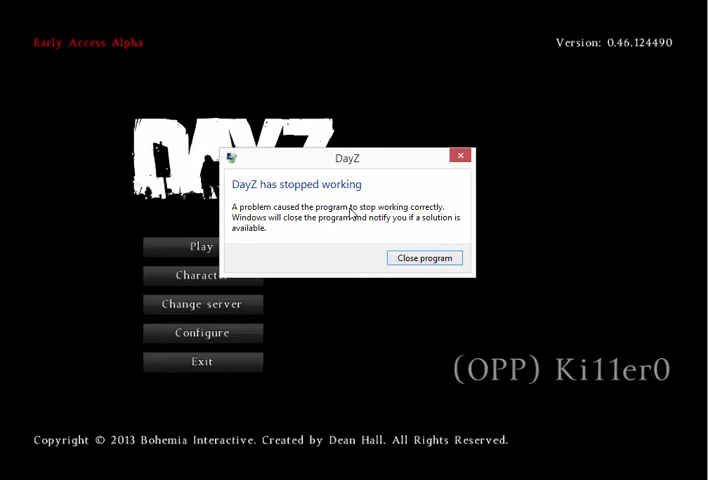 Early Access Alpha
Version: 0.46.124490
DAYZ
DayZ
DayZ has stopped working
A problem caused the program to stop working correctly.
Windows will close the program and notify you if a solution is
available.
Close program
Play
Character
Change server
Configure
Exit
(OPP) Ki11er0
Copyright © 2013 Bohemia Interactive. Created by Dean Hall. All Rights Reserved.